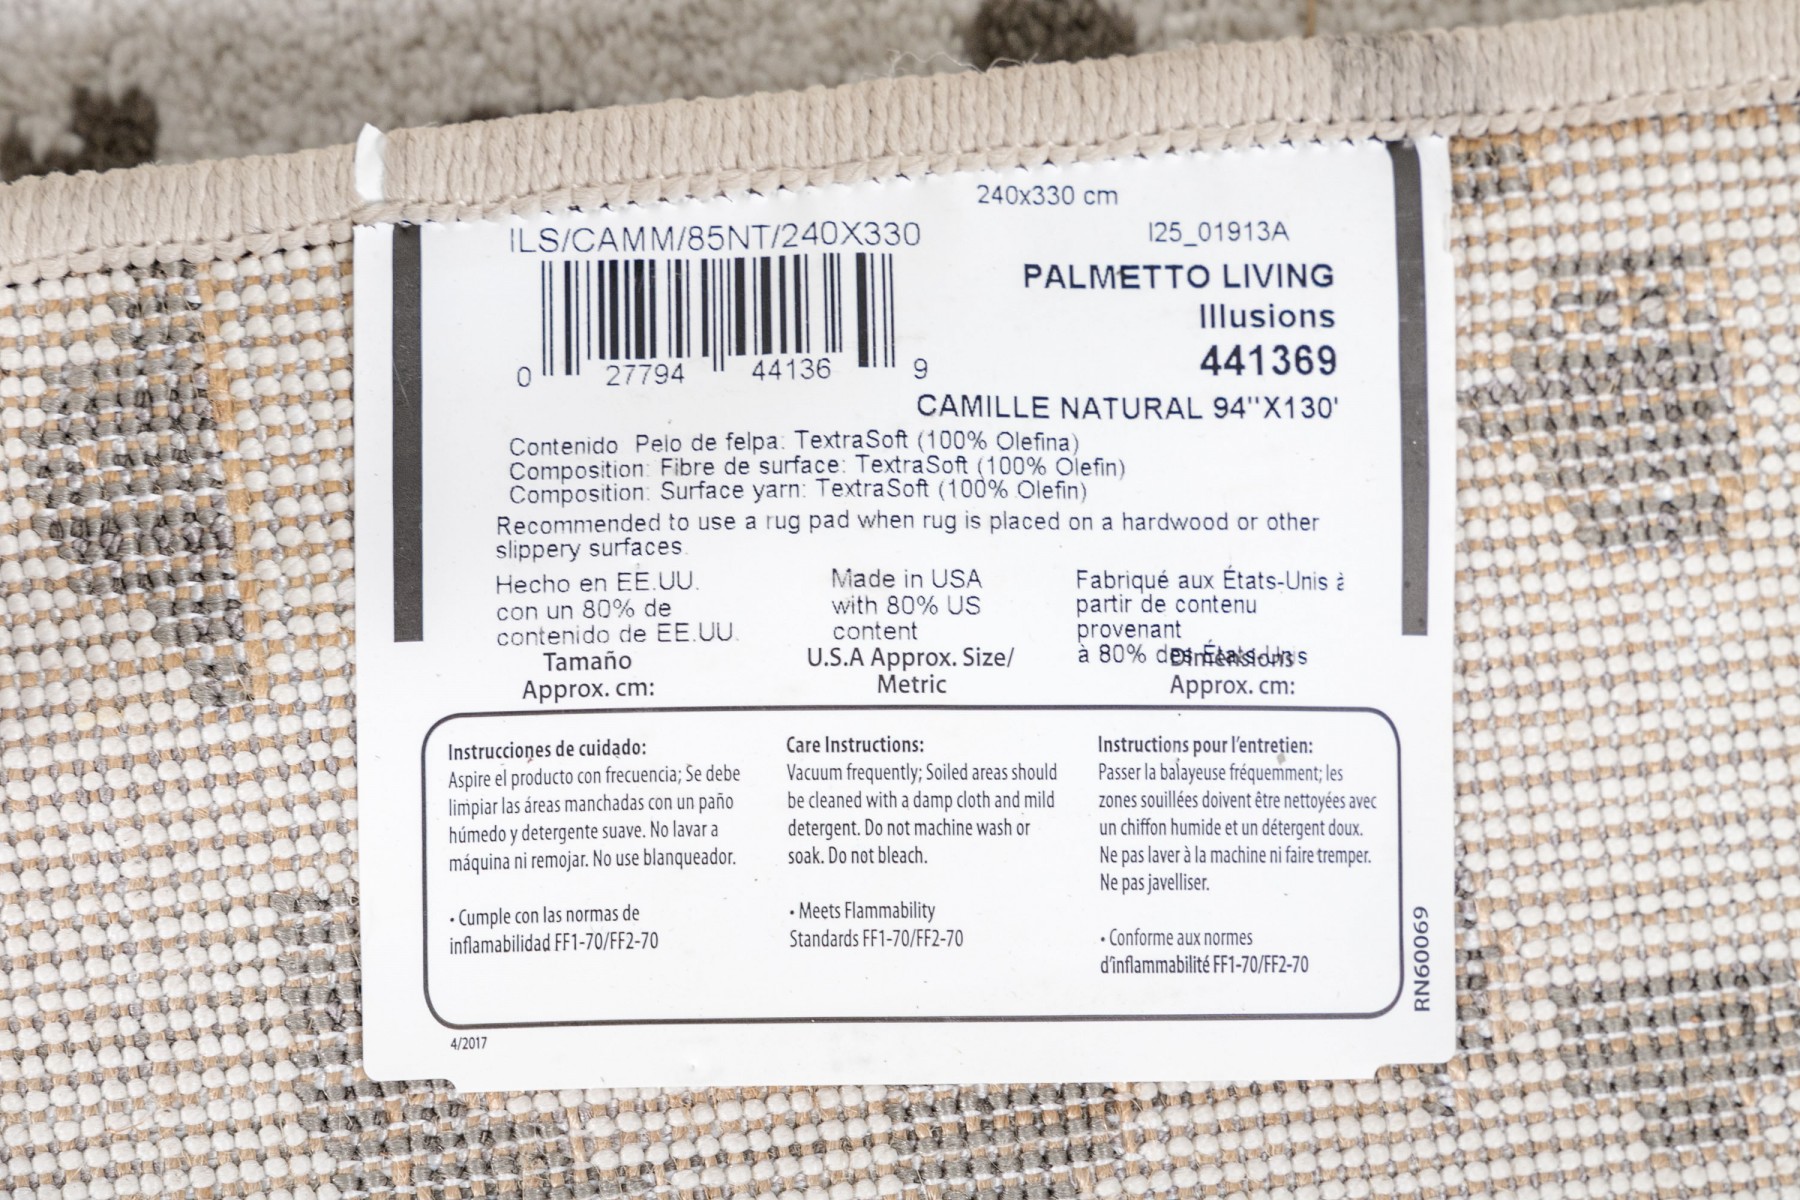 240x330 cm
ILS/CAMM/85NT/240X330
I25_01913A
PALMETTO LIVING
Illusions
441369
0 27794 44136 9
CAMILLE NATURAL 94"X130'
Contenido Pelo de felpa: TextraSoft (100% Olefina)
Composition: Fibre de surface: TextraSoft (100% Olefin)
Composition: Surface yarn: TextraSoft (100% Olefin)
Recommended to use a rug pad when rug is placed on a hardwood or other
slippery surfaces.
Hecho en EE.UU.
con un 80% de
contenido de EE.UU.
Made in USA
with 80% US
content
Fabriqué aux États-Unis à
partir de contenu
provenant
à 80% des États-Unis
Tamaño
Approx. cm:
U.S.A Approx. Size/
Metric
Dimensions
Approx. cm:
Instrucciones de cuidado:
Aspire el producto con frecuencia; Se debe
limpiar las áreas manchadas con un paño
húmedo y detergente suave. No lavar a
máquina ni remojar. No use blanqueador.
• Cumple con las normas de
inflamabilidad FF1-70/FF2-70
Care Instructions:
Vacuum frequently; Soiled areas should
be cleaned with a damp cloth and mild
detergent. Do not machine wash or
soak. Do not bleach.
• Meets Flammability
Standards FF1-70/FF2-70
Instructions pour l'entretien:
Passer la balayeuse fréquemment; les
zones souillées doivent être nettoyées avec
un chiffon humide et un détergent doux.
Ne pas laver à la machine ni faire tremper.
Ne pas javelliser.
• Conforme aux normes
d'inflammabilité FF1-70/FF2-70
RN60069
4/2017